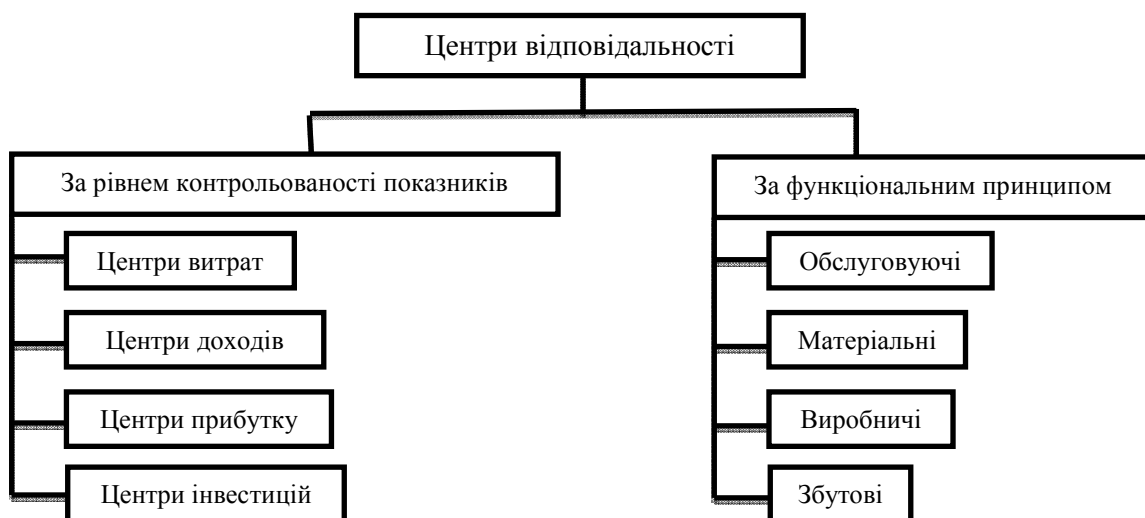 Центри відповідальності
За рівнем контрольованості показників
Центри витрат
Центри доходів
Центри прибутку
Центри інвестицій
За функціональним принципом
Обслуговуючі
Матеріальні
Виробничі
Збутові